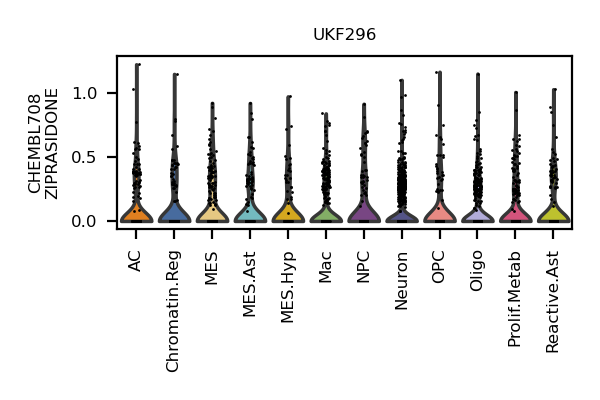 UKF296
CHEMBL708
ZIPRASIDONE
1.0
0.5
0.0
AC
Chromatin.Reg
MES
MES.Ast
MES.Hyp
Mac
NPC
Neuron
OPC
Oligo
Prolif.Metab
Reactive.Ast